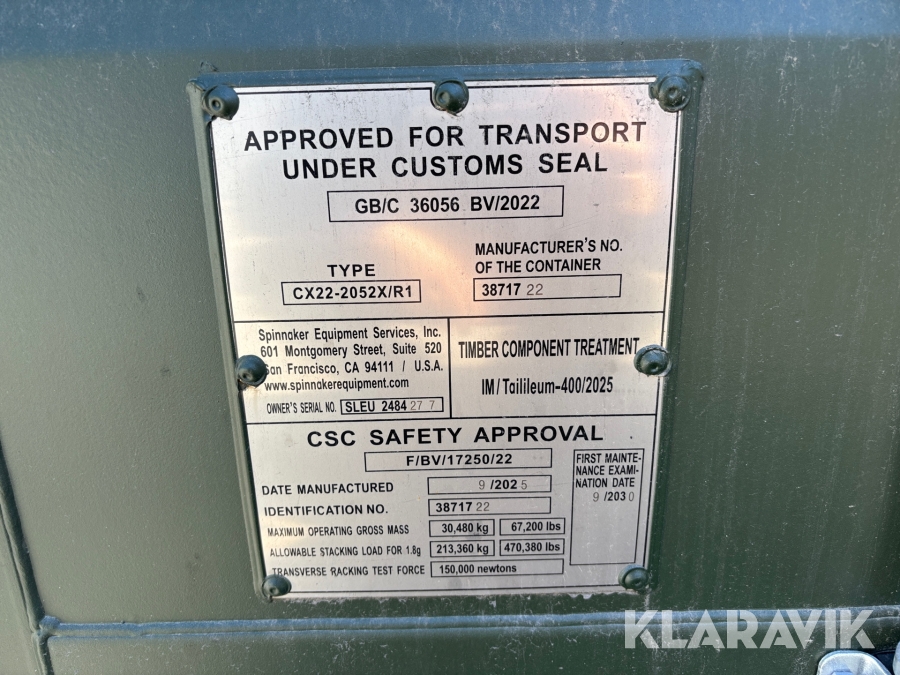 APPROVED FOR TRANSPORT
UNDER CUSTOMS SEAL
GB/C 36056 BV/2022
TYPE
CX22-2052X/R1
MANUFACTURER'S NO.
OF THE CONTAINER
38717 22
Spinnaker Equipment Services, Inc.
601 Montgomery Street, Suite 520
San Francisco, CA 94111 / U.S.A.
www.spinnakerequipment.com
OWNER'S SERIAL NO. SLEU 2484 27 7
TIMBER COMPONENT TREATMENT
IM/Tailileum-400/2025
CSC SAFETY APPROVAL
F/BV/17250/22
DATE MANUFACTURED 9 /2025
IDENTIFICATION NO. 38717 22
MAXIMUM OPERATING GROSS MASS 30,480 kg 67,200 lbs
ALLOWABLE STACKING LOAD FOR 1.8g 213,360 kg 470,380 lbs
TRANSVERSE RACKING TEST FORCE 150,000 newtons
FIRST MAINTE-
NANCE EXAMI-
NATION DATE
9 /2030
KLARAVIK